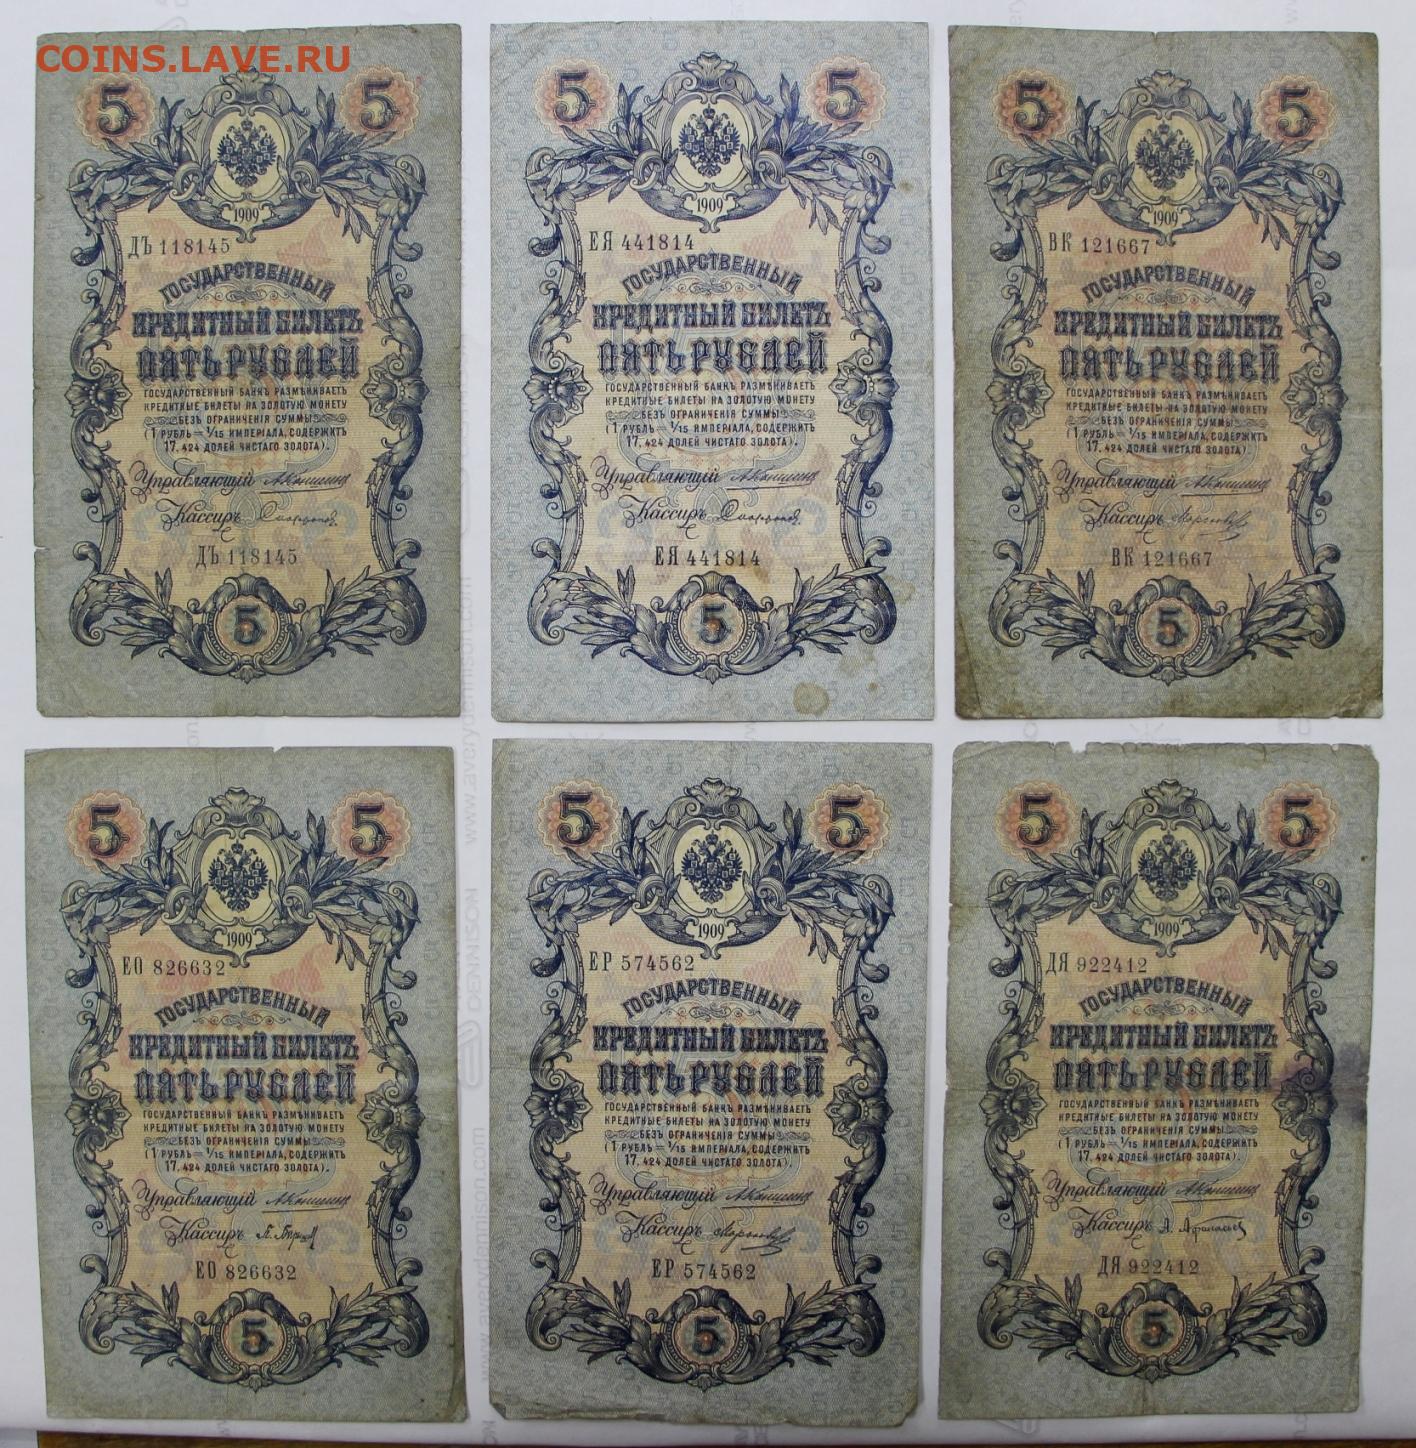 COINS.LAVE.RU
5 5
1909
ДЪ 118145
ГОСУДАРСТВЕННЫЙ
КРЕДИТНЫЙ БИЛЕТЪ
ПЯТЬ РУБЛЕЙ
ГОСУДАРСТВЕННЫЙ БАНКЪ РАЗМѢНИВАЕТЪ
КРЕДИТНЫЕ БИЛЕТЫ НА ЗОЛОТУЮ МОНЕТУ
БЕЗЪ ОГРАНИЧЕНІЯ СУММЫ
(1 РУБЛЬ = 1/15 ИМПЕРІАЛА, СОДЕРЖИТЪ
17,424 ДОЛЕЙ ЧИСТАГО ЗОЛОТА).
Управляющій
Кассиръ
ДЪ 118145
5
5 5
1909
ЕЯ 441814
ГОСУДАРСТВЕННЫЙ
КРЕДИТНЫЙ БИЛЕТЪ
ПЯТЬ РУБЛЕЙ
ГОСУДАРСТВЕННЫЙ БАНКЪ РАЗМѢНИВАЕТЪ
КРЕДИТНЫЕ БИЛЕТЫ НА ЗОЛОТУЮ МОНЕТУ
БЕЗЪ ОГРАНИЧЕНІЯ СУММЫ
(1 РУБЛЬ = 1/15 ИМПЕРІАЛА, СОДЕРЖИТЪ
17,424 ДОЛЕЙ ЧИСТАГО ЗОЛОТА).
Управляющій
Кассиръ
ЕЯ 441814
5
5 5
1909
ВК 121667
ГОСУДАРСТВЕННЫЙ
КРЕДИТНЫЙ БИЛЕТЪ
ПЯТЬ РУБЛЕЙ
ГОСУДАРСТВЕННЫЙ БАНКЪ РАЗМѢНИВАЕТЪ
КРЕДИТНЫЕ БИЛЕТЫ НА ЗОЛОТУЮ МОНЕТУ
БЕЗЪ ОГРАНИЧЕНІЯ СУММЫ
(1 РУБЛЬ = 1/15 ИМПЕРІАЛА, СОДЕРЖИТЪ
17,424 ДОЛЕЙ ЧИСТАГО ЗОЛОТА).
Управляющій
Кассиръ
ВК 121667
5
5 5
1909
ЕО 826632
ГОСУДАРСТВЕННЫЙ
КРЕДИТНЫЙ БИЛЕТЪ
ПЯТЬ РУБЛЕЙ
ГОСУДАРСТВЕННЫЙ БАНКЪ РАЗМѢНИВАЕТЪ
КРЕДИТНЫЕ БИЛЕТЫ НА ЗОЛОТУЮ МОНЕТУ
БЕЗЪ ОГРАНИЧЕНІЯ СУММЫ
(1 РУБЛЬ = 1/15 ИМПЕРІАЛА, СОДЕРЖИТЪ
17,424 ДОЛЕЙ ЧИСТАГО ЗОЛОТА).
Управляющій
Кассиръ
ЕО 826632
5
5 5
1909
ЕР 574562
ГОСУДАРСТВЕННЫЙ
КРЕДИТНЫЙ БИЛЕТЪ
ПЯТЬ РУБЛЕЙ
ГОСУДАРСТВЕННЫЙ БАНКЪ РАЗМѢНИВАЕТЪ
КРЕДИТНЫЕ БИЛЕТЫ НА ЗОЛОТУЮ МОНЕТУ
БЕЗЪ ОГРАНИЧЕНІЯ СУММЫ
(1 РУБЛЬ = 1/15 ИМПЕРІАЛА, СОДЕРЖИТЪ
17,424 ДОЛЕЙ ЧИСТАГО ЗОЛОТА).
Управляющій
Кассиръ
ЕР 574562
5
5 5
1909
ДЯ 922412
ГОСУДАРСТВЕННЫЙ
КРЕДИТНЫЙ БИЛЕТЪ
ПЯТЬ РУБЛЕЙ
ГОСУДАРСТВЕННЫЙ БАНКЪ РАЗМѢНИВАЕТЪ
КРЕДИТНЫЕ БИЛЕТЫ НА ЗОЛОТУЮ МОНЕТУ
БЕЗЪ ОГРАНИЧЕНІЯ СУММЫ
(1 РУБЛЬ = 1/15 ИМПЕРІАЛА, СОДЕРЖИТЪ
17,424 ДОЛЕЙ ЧИСТАГО ЗОЛОТА).
Управляющій
Кассиръ
ДЯ 922412
5
DENNISON
www.averydennison.com